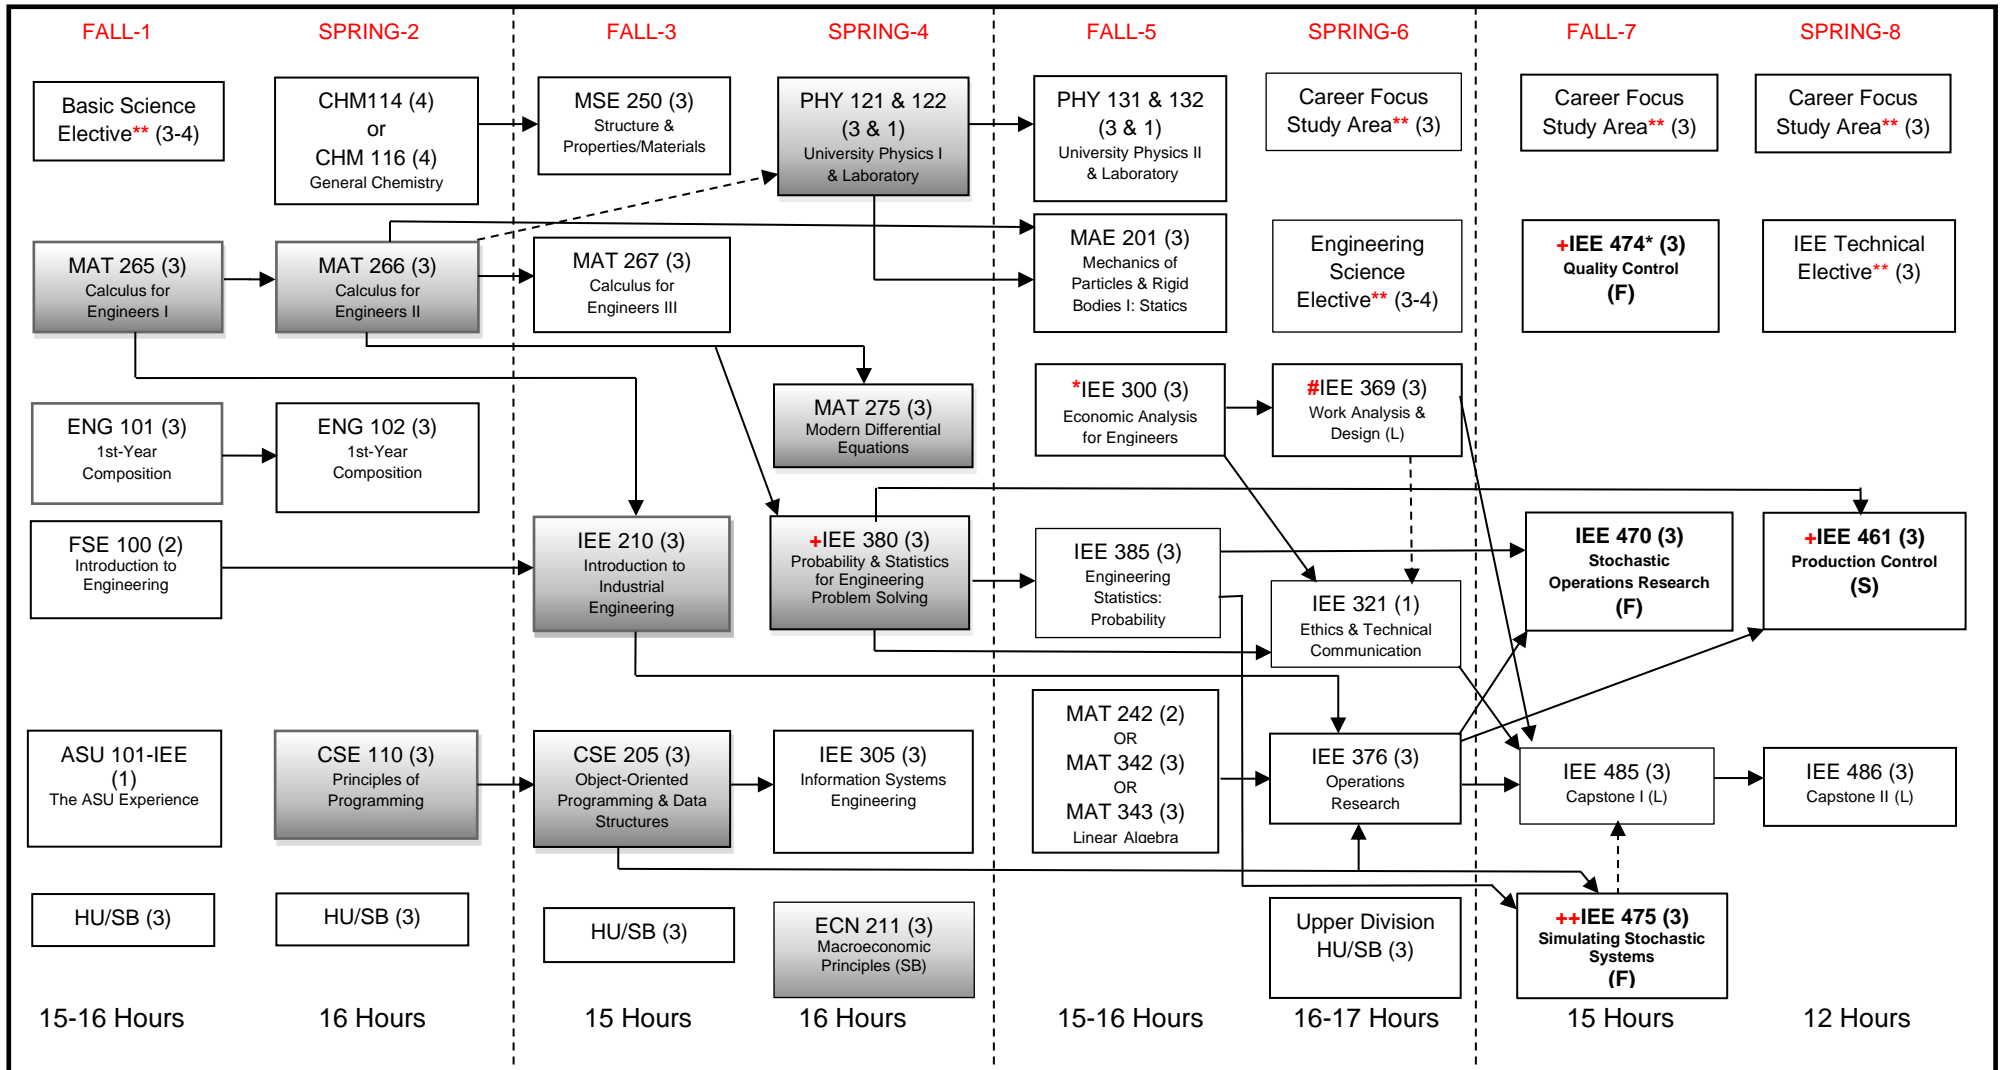 FALL-1
SPRING-2
FALL-3
SPRING-4
FALL-5
SPRING-6
FALL-7
SPRING-8
Basic Science
Elective** (3-4)
CHM114 (4)
or
CHM 116 (4)
General Chemistry
MSE 250 (3)
Structure &
Properties/Materials
PHY 121 & 122
(3 & 1)
University Physics I
& Laboratory
PHY 131 & 132
(3 & 1)
University Physics II
& Laboratory
Career Focus
Study Area** (3)
Career Focus
Study Area** (3)
Career Focus
Study Area** (3)
MAT 265 (3)
Calculus for
Engineers I
MAT 266 (3)
Calculus for
Engineers II
MAT 267 (3)
Calculus for
Engineers III
MAE 201 (3)
Mechanics of
Particles & Rigid
Bodies I: Statics
Engineering
Science
Elective** (3-4)
+IEE 474* (3)
Quality Control
(F)
IEE Technical
Elective** (3)
ENG 101 (3)
1st-Year
Composition
ENG 102 (3)
1st-Year
Composition
MAT 275 (3)
Modern Differential
Equations
*IEE 300 (3)
Economic Analysis
for Engineers
#IEE 369 (3)
Work Analysis &
Design (L)
FSE 100 (2)
Introduction to
Engineering
IEE 210 (3)
Introduction to
Industrial
Engineering
+IEE 380 (3)
Probability & Statistics
for Engineering
Problem Solving
IEE 385 (3)
Engineering
Statistics:
Probability
IEE 321 (1)
Ethics & Technical
Communication
IEE 470 (3)
Stochastic
Operations Research
(F)
+IEE 461 (3)
Production Control
(S)
ASU 101-IEE
(1)
The ASU Experience
CSE 110 (3)
Principles of
Programming
CSE 205 (3)
Object-Oriented
Programming & Data
Structures
IEE 305 (3)
Information Systems
Engineering
MAT 242 (2)
OR
MAT 342 (3)
OR
MAT 343 (3)
Linear Algebra
IEE 376 (3)
Operations
Research
IEE 485 (3)
Capstone I (L)
IEE 486 (3)
Capstone II (L)
HU/SB (3)
HU/SB (3)
HU/SB (3)
ECN 211 (3)
Macroeconomic
Principles (SB)
Upper Division
HU/SB (3)
++IEE 475 (3)
Simulating Stochastic
Systems
(F)
15-16 Hours
16 Hours
15 Hours
16 Hours
15-16 Hours
16-17 Hours
15 Hours
12 Hours